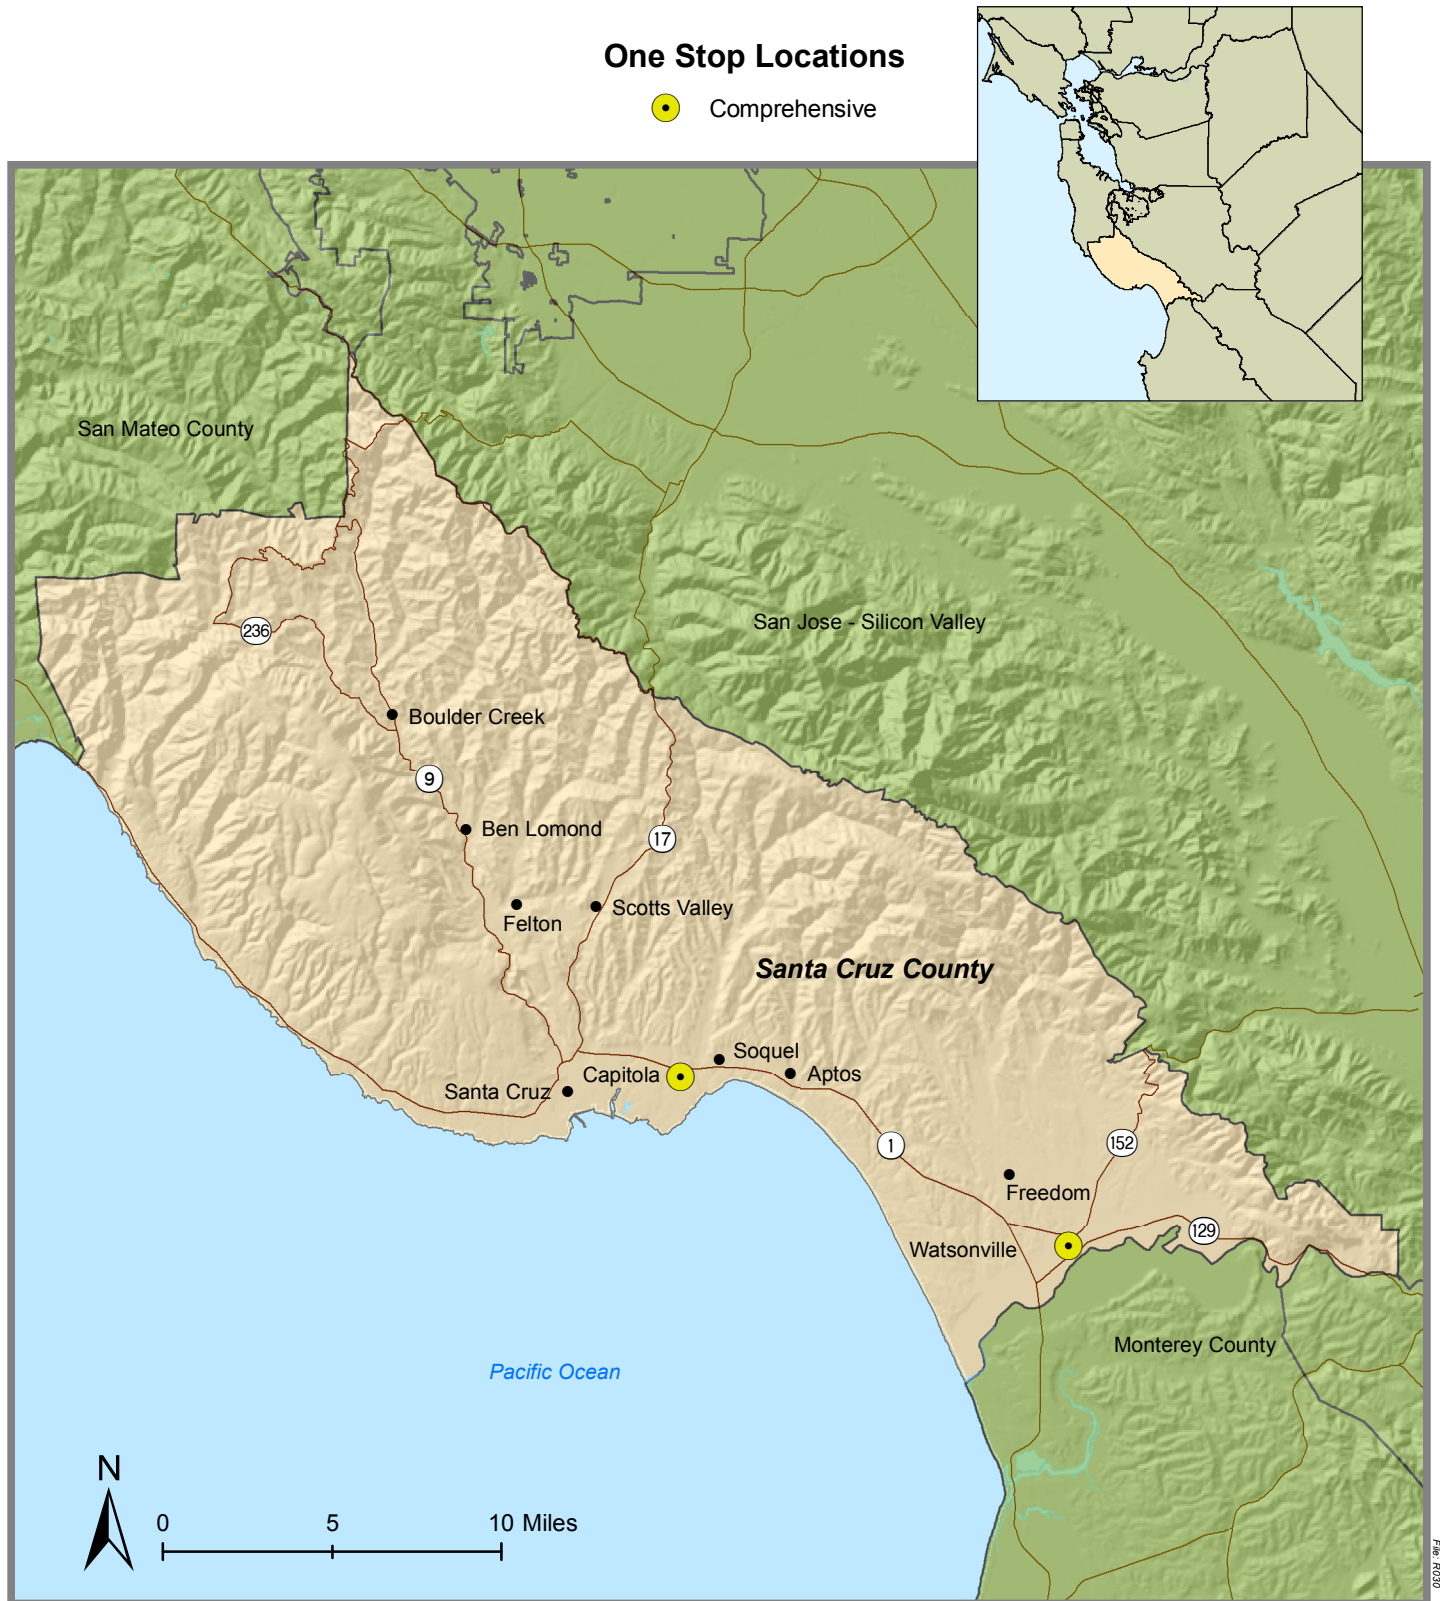 One Stop Locations
Comprehensive
San Mateo County
San Jose - Silicon Valley
236
Boulder Creek
9
Ben Lomond
17
Felton
Scotts Valley
Santa Cruz County
Soquel
Capitola
Aptos
Santa Cruz
1
152
Freedom
129
Watsonville
Monterey County
Pacific Ocean
N
0 5 10 Miles
File: R030